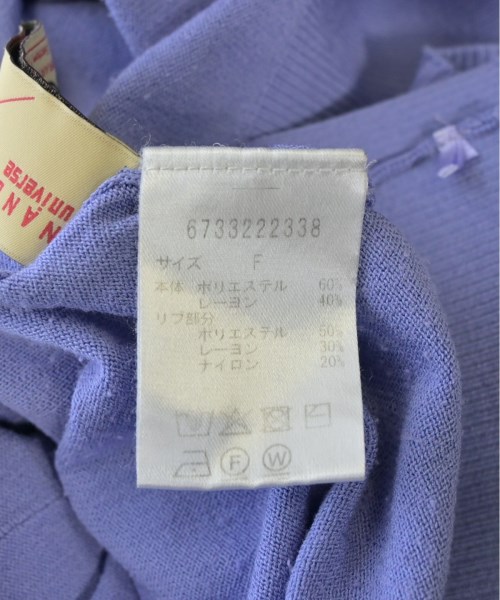 NANO
universe
6733222338
サイズ F
本体 ポリエステル 60%
レーヨン 40%
リブ部分
ポリエステル 50%
レーヨン 30%
ナイロン 20%
F W